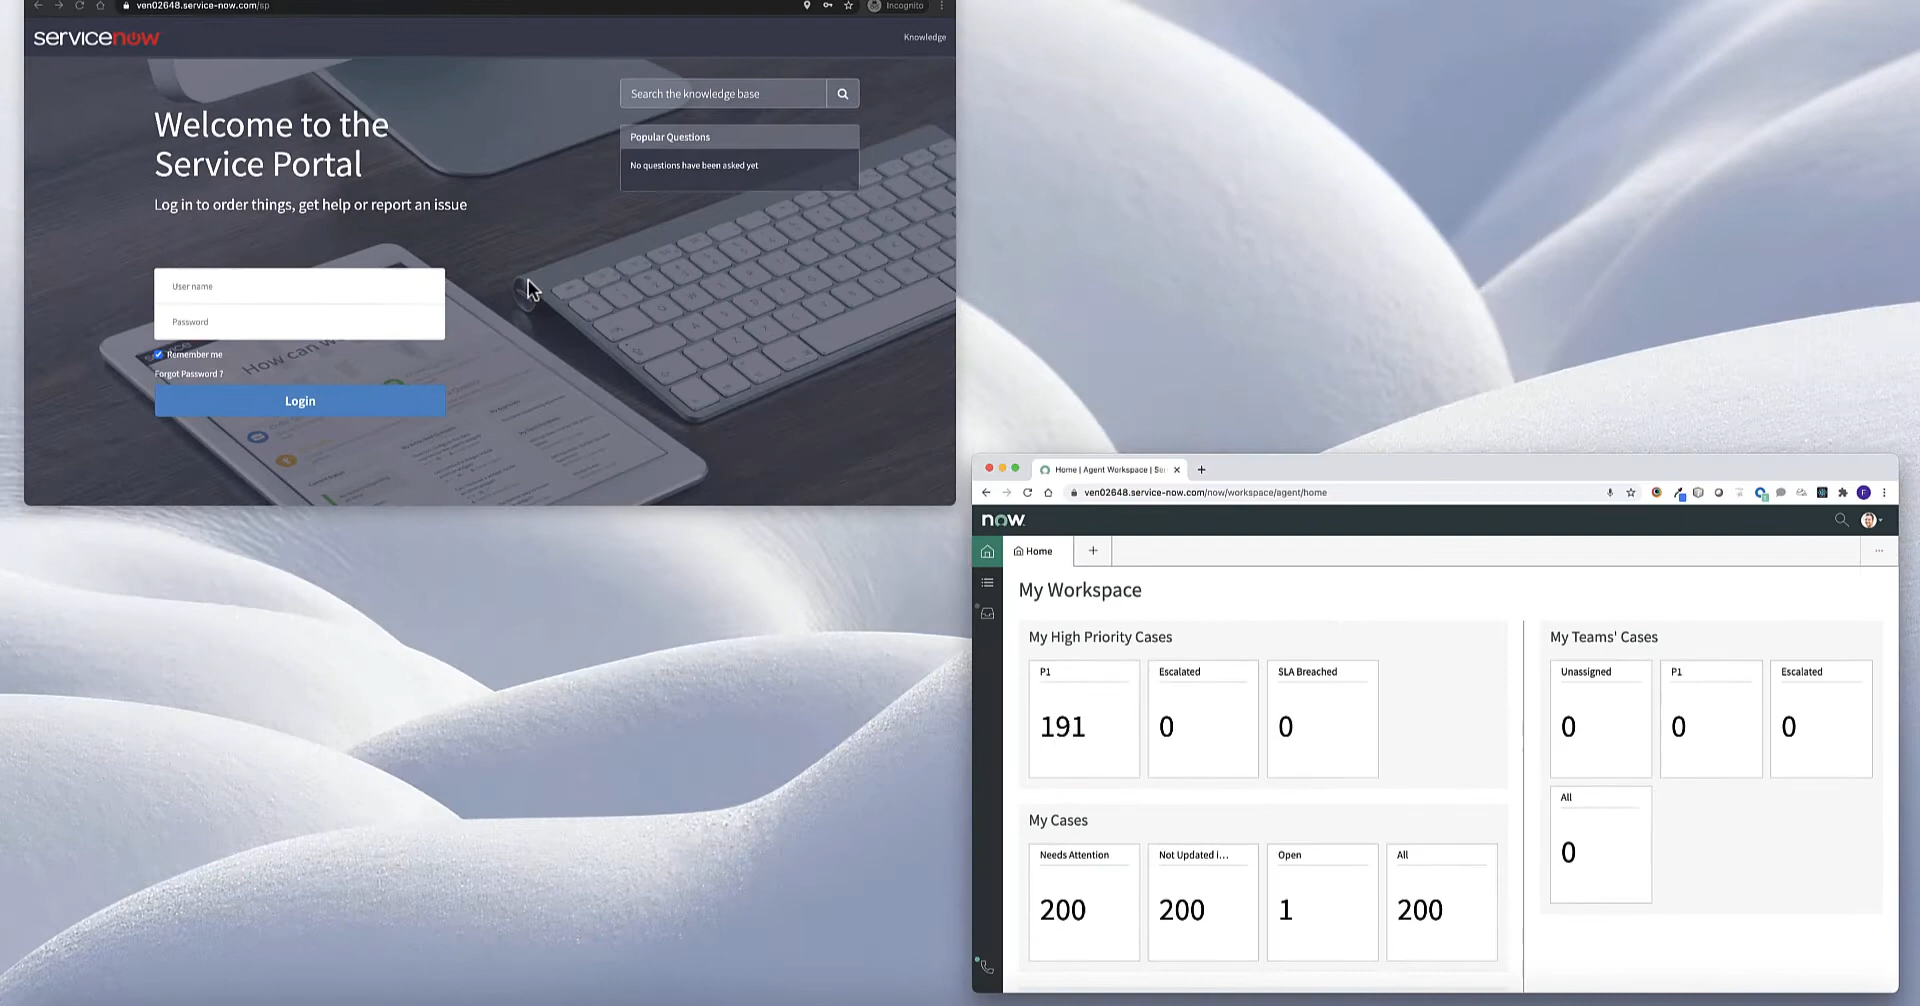 ven02648.service-now.com/sp
Incognito
servicenow
Knowledge
Welcome to the
Service Portal
Log in to order things, get help or report an issue
User name
Password
Remember me
Forgot Password ?
Login
Search the knowledge base
Popular Questions
No questions have been asked yet
How can w
Home | Agent Workspace | Se
ven02648.service-now.com/now/workspace/agent/home
F
now
Home
My Workspace
My High Priority Cases
P1
191
Escalated
0
SLA Breached
0
My Cases
Needs Attention
200
Not Updated i...
200
Open
1
All
200
My Teams' Cases
Unassigned
0
P1
0
Escalated
0
All
0